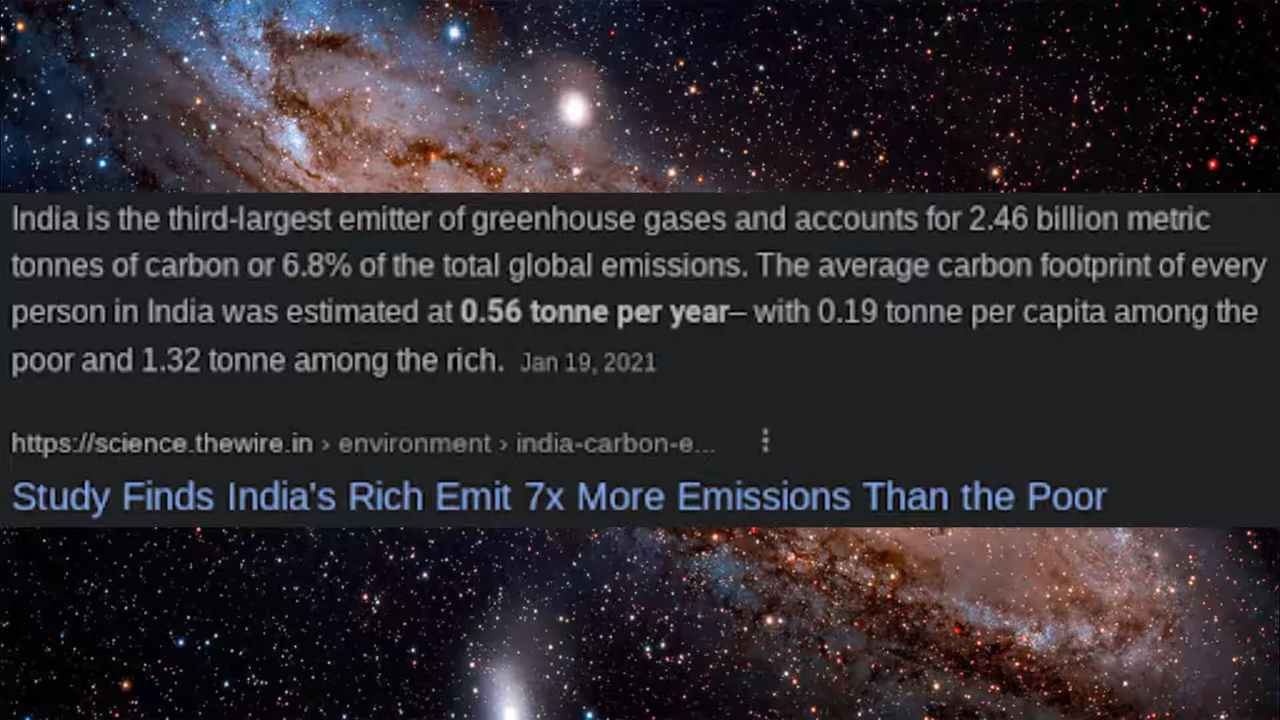 India is the third-largest emitter of greenhouse gases and accounts for 2.46 billion metric
tonnes of carbon or 6.8% of the total global emissions. The average carbon footprint of every
person in India was estimated at 0.56 tonne per year– with 0.19 tonne per capita among the
poor and 1.32 tonne among the rich. Jan 19, 2021
https://science.thewire.in › environment › india-carbon-e...
Study Finds India's Rich Emit 7x More Emissions Than the Poor